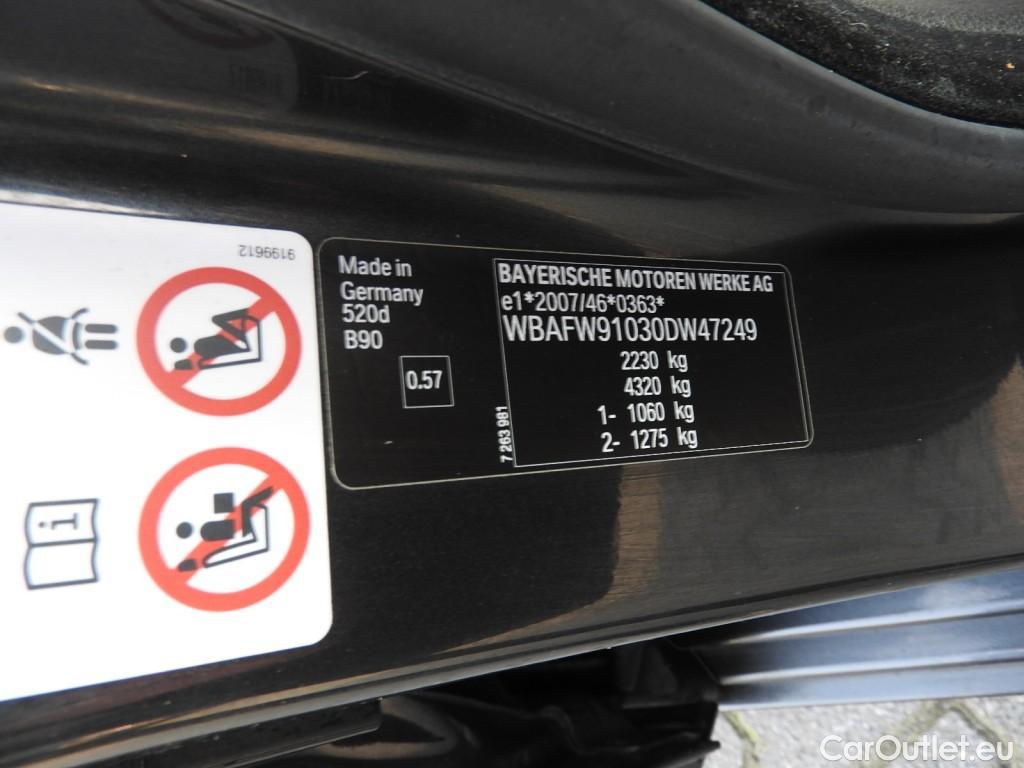 9199612
Made in
Germany
520d
B90
0.57
7 263 981
BAYERISCHE MOTOREN WERKE AG
e1*2007/46*0363*
WBAFW91030DW47249
2230 kg
4320 kg
1- 1060 kg
2- 1275 kg
CarOutlet.eu